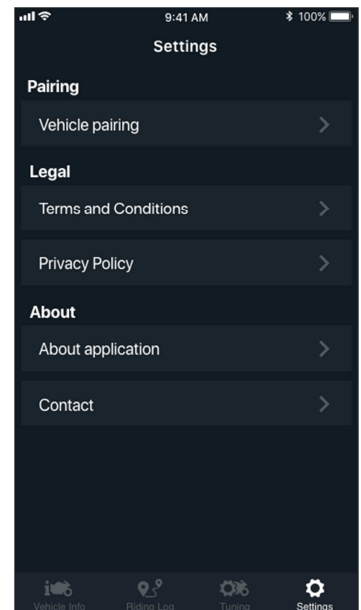 9:41 AM
100%
Settings
Pairing
Vehicle pairing
Legal
Terms and Conditions
Privacy Policy
About
About application
Contact
Vehicle Info
Riding Log
Tuning
Settings